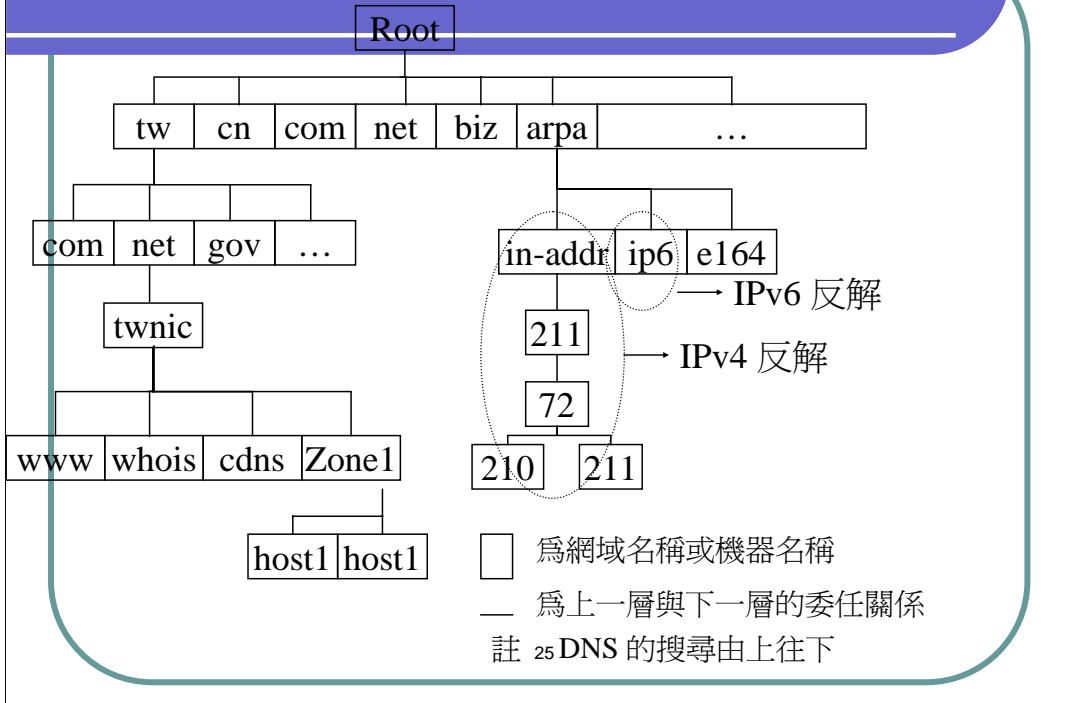 Root
tw cn com net biz arpa …
com net gov … in-addr ip6 e164
IPv6 反解
twnic 211
IPv4 反解
72
www whois cdns Zone1 210 211
host1 host1
為網域名稱或機器名稱
為上一層與下一層的委任關係
註 25 DNS 的搜尋由上往下